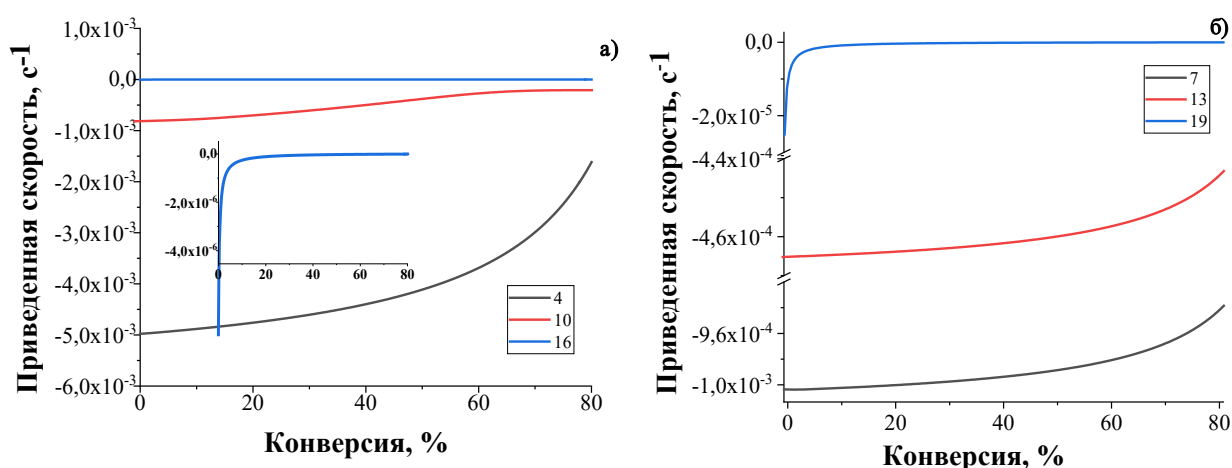 а)
Приведенная скорость, с-1
1,0x10-3
0,0
-1,0x10-3
-2,0x10-3
-3,0x10-3
-4,0x10-3
-5,0x10-3
-6,0x10-3
0,0
-2,0x10-6
-4,0x10-6
0 20 40 60 80
4
10
16
0 20 40 60 80
Конверсия, %
б)
Приведенная скорость, с-1
0,0
-2,0x10-5
-4,4x10-4
-4,6x10-4
-9,6x10-4
-1,0x10-3
7
13
19
0 20 40 60 80
Конверсия, %